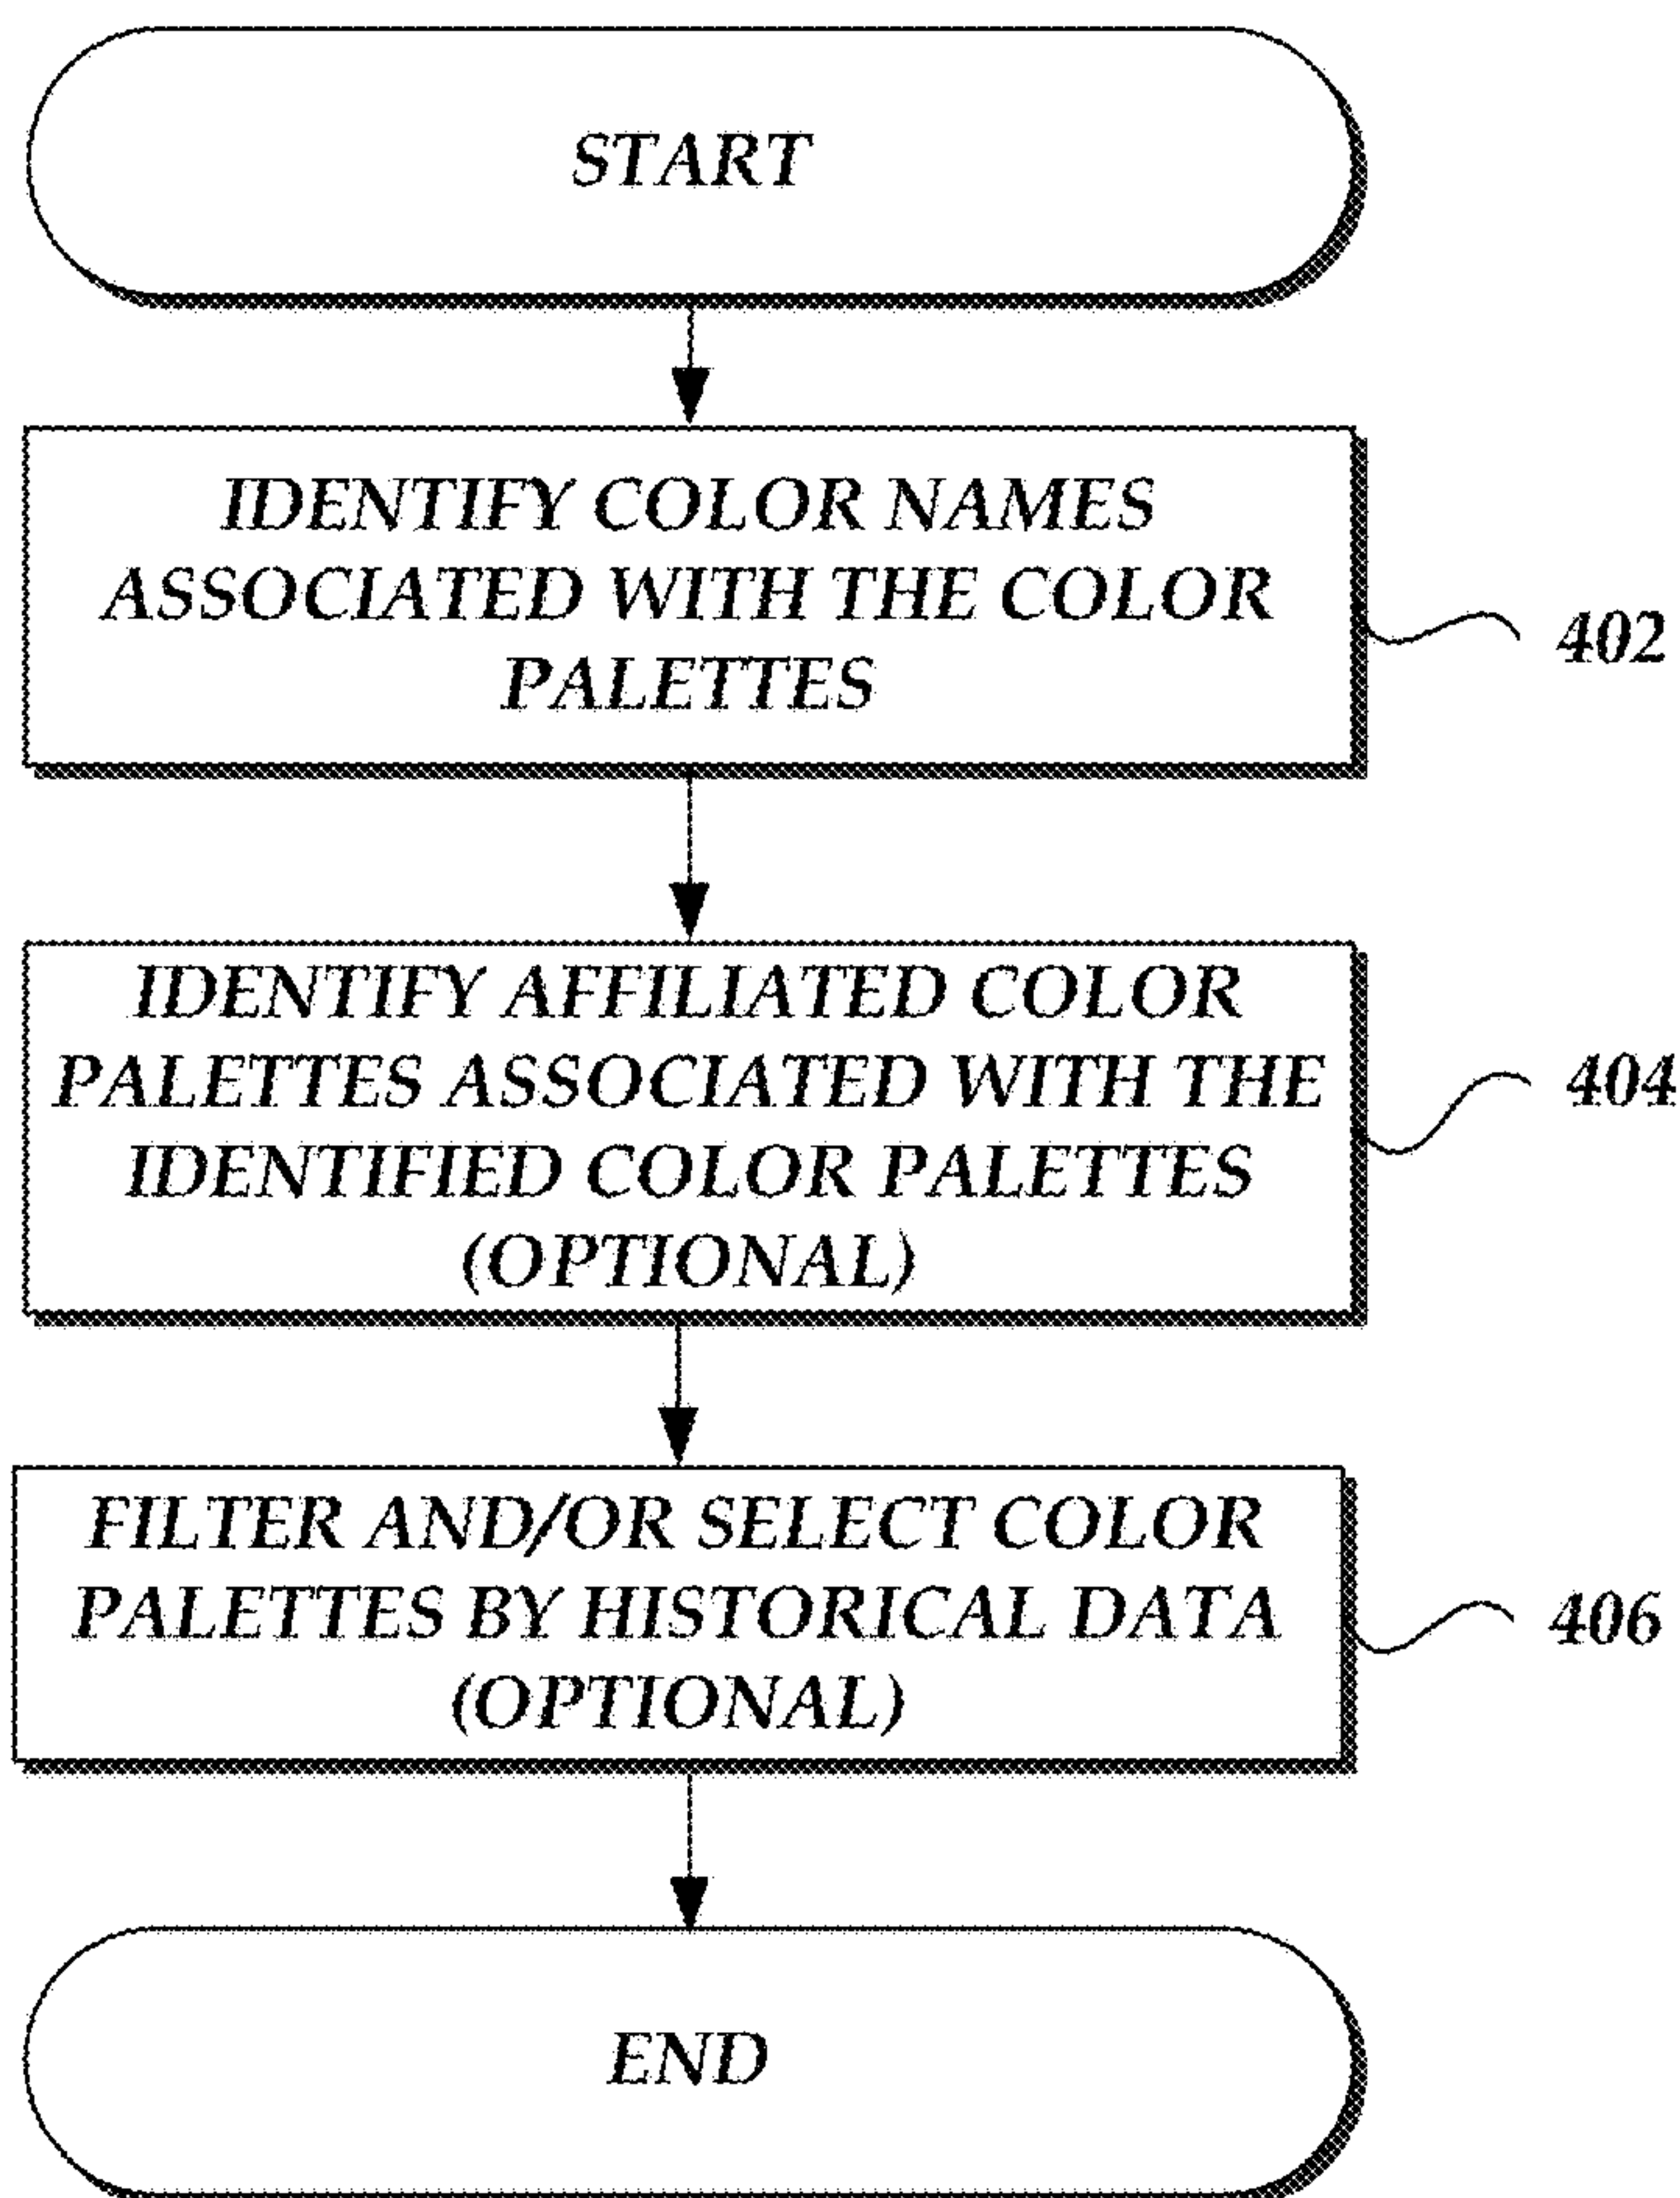 START
IDENTIFY COLOR NAMES
ASSOCIATED WITH THE COLOR
PALETTES
402
IDENTIFY AFFILIATED COLOR
PALETTES ASSOCIATED WITH THE
IDENTIFIED COLOR PALETTES
(OPTIONAL)
404
FILTER AND/OR SELECT COLOR
PALETTES BY HISTORICAL DATA
(OPTIONAL)
406
END